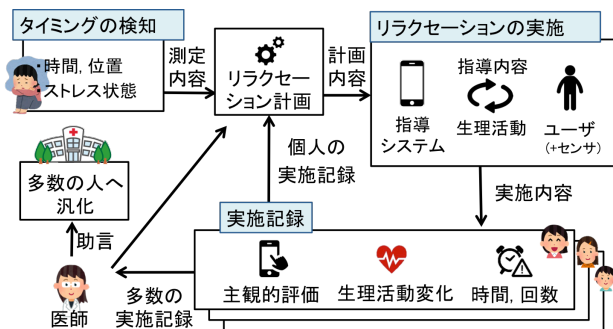 タイミングの検知
・時間, 位置
・ストレス状態
測定
内容
リラクセー
ション計画
計画
内容
リラクセーションの実施
指導内容
指導
システム
生理活動
ユーザ
(+センサ)
多数の人へ
汎化
個人の
実施記録
実施内容
助言
実施記録
主観的評価
生理活動変化
時間, 回数
医師
多数の
実施記録